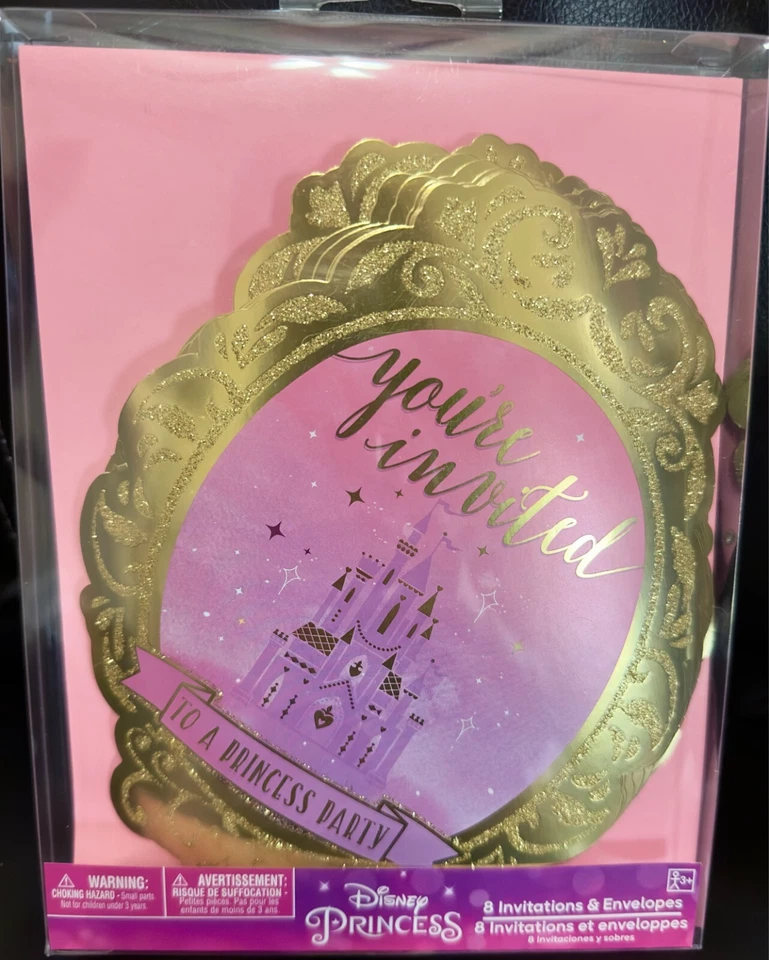 you're
invited
TO A PRINCESS PARTY
WARNING:
CHOKING HAZARD - Small parts.
Not for children under 3 years.
AVERTISSEMENT:
RISQUE DE SUFFOCATION -
Petites pièces. Pas pour les
enfants de moins de 3 ans
Disney
PRINCESS
3+
8 Invitations & Envelopes
8 Invitations et enveloppes
8 Invitaciones y sobres